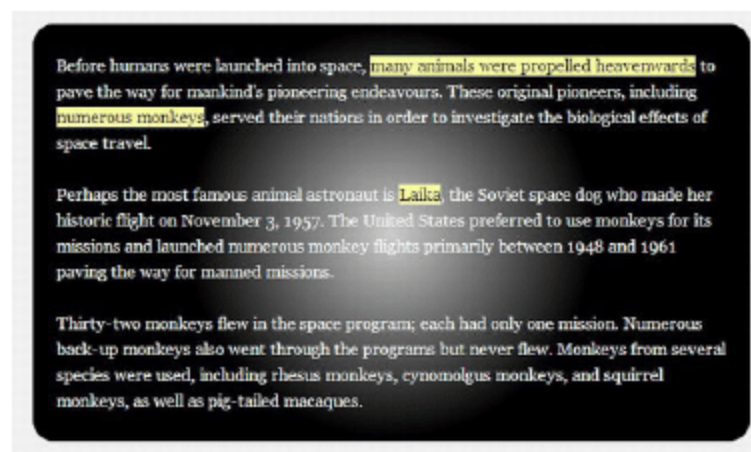 Before humans were launched into space, many animals were propelled heavenwards to
pave the way for mankind's pioneering endeavours. These original pioneers, including
numerous monkeys, served their nations in order to investigate the biological effects of
space travel.
Perhaps the most famous animal astronaut is Laika, the Soviet space dog who made her
historic flight on November 3, 1957. The United States preferred to use monkeys for its
missions and launched numerous monkey flights primarily between 1948 and 1961
paving the way for manned missions.
Thirty-two monkeys flew in the space program; each had only one mission. Numerous
back-up monkeys also went through the programs but never flew. Monkeys from several
species were used, including rhesus monkeys, cynomolgus monkeys, and squirrel
monkeys, as well as pig-tailed macaques.